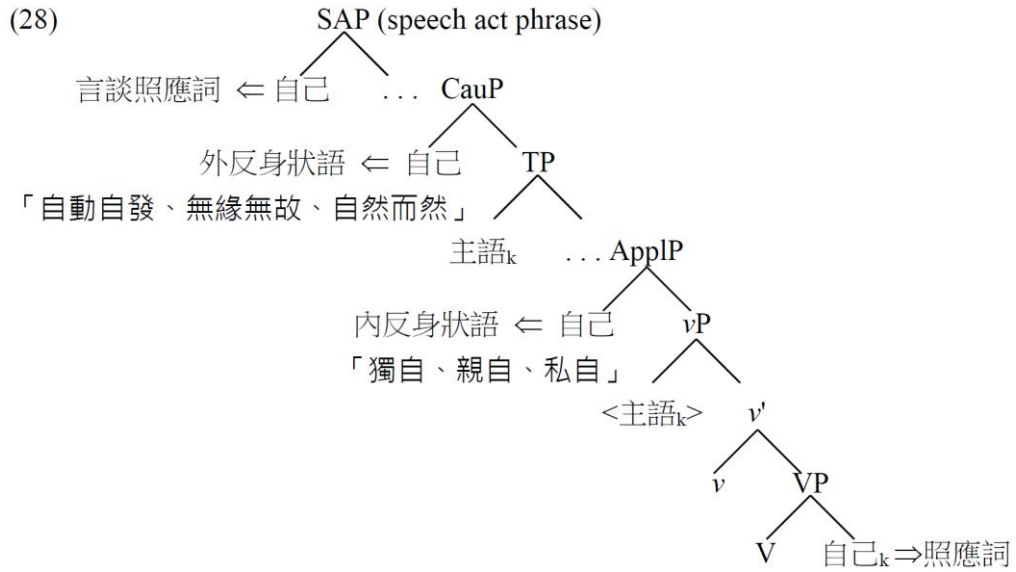 (28) SAP (speech act phrase)
言談照應詞 ⇐ 自己 ... CauP
外反身狀語 ⇐ 自己 TP
「自動自發、無緣無故、自然而然」
主語k ... ApplP
內反身狀語 ⇐ 自己 vP
「獨自、親自、私自」
<主語k> v'
v VP
V 自己k⇒照應詞